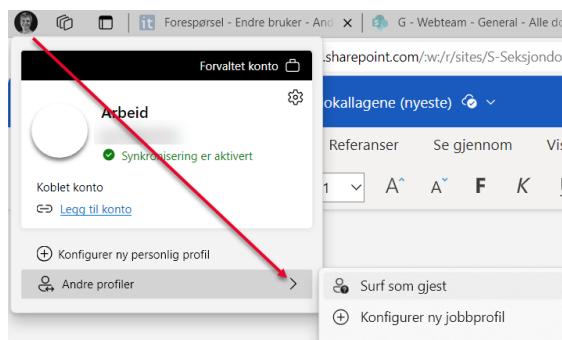 Forespørsel - Endre bruker - And
G - Webteam - General - Alle do
.sharepoint.com/:w:/r/sites/S-Seksjondo
Forvaltet konto
Arbeid
Synkronisering er aktivert
Koblet konto
Legg til konto
Konfigurer ny personlig profil
Andre profiler
okallagene (nyeste)
Referanser Se gjennom Vis
1 A A F K U
Surf som gjest
Konfigurer ny jobbprofil